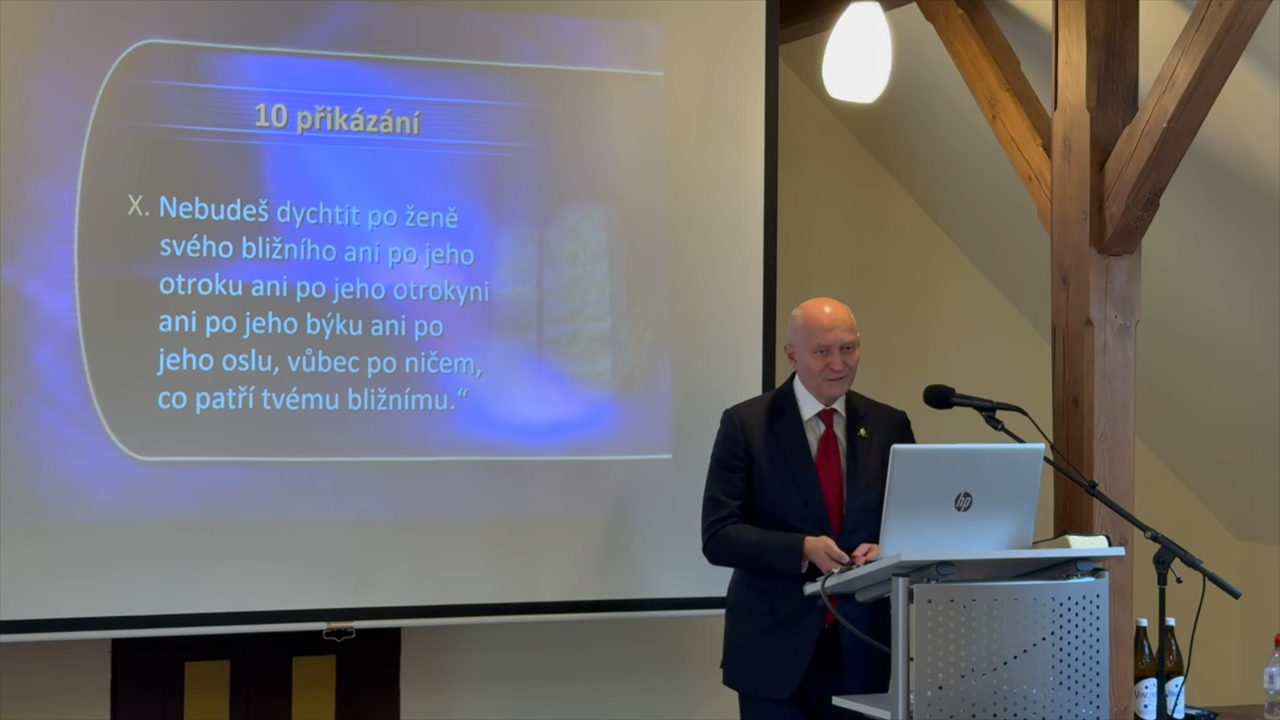 10 přikázání
X. Nebudeš dychtit po ženě
svého bližního ani po jeho
otroku ani po jeho otrokyni
ani po jeho býku ani po
jeho oslu, vůbec po ničem,
co patří tvému bližnímu.“
hp